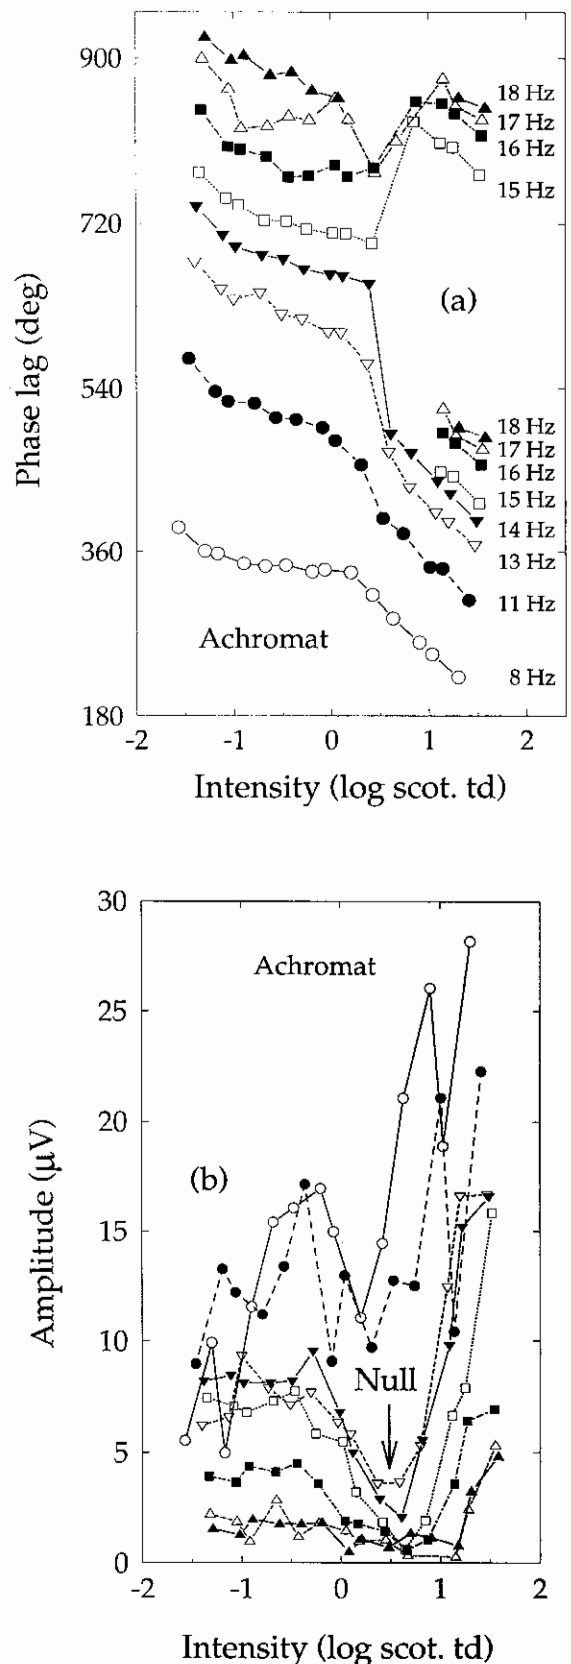 900
720
540
360
180
Phase lag (deg)
18 Hz
17 Hz
16 Hz
15 Hz
(a)
18 Hz
17 Hz
16 Hz
15 Hz
14 Hz
13 Hz
11 Hz
8 Hz
Achromat
-2 -1 0 1 2
Intensity (log scot. td)
30
25
20
15
10
5
0
Amplitude (μV)
Achromat
(b)
Null
-2 -1 0 1 2
Intensity (log scot. td)